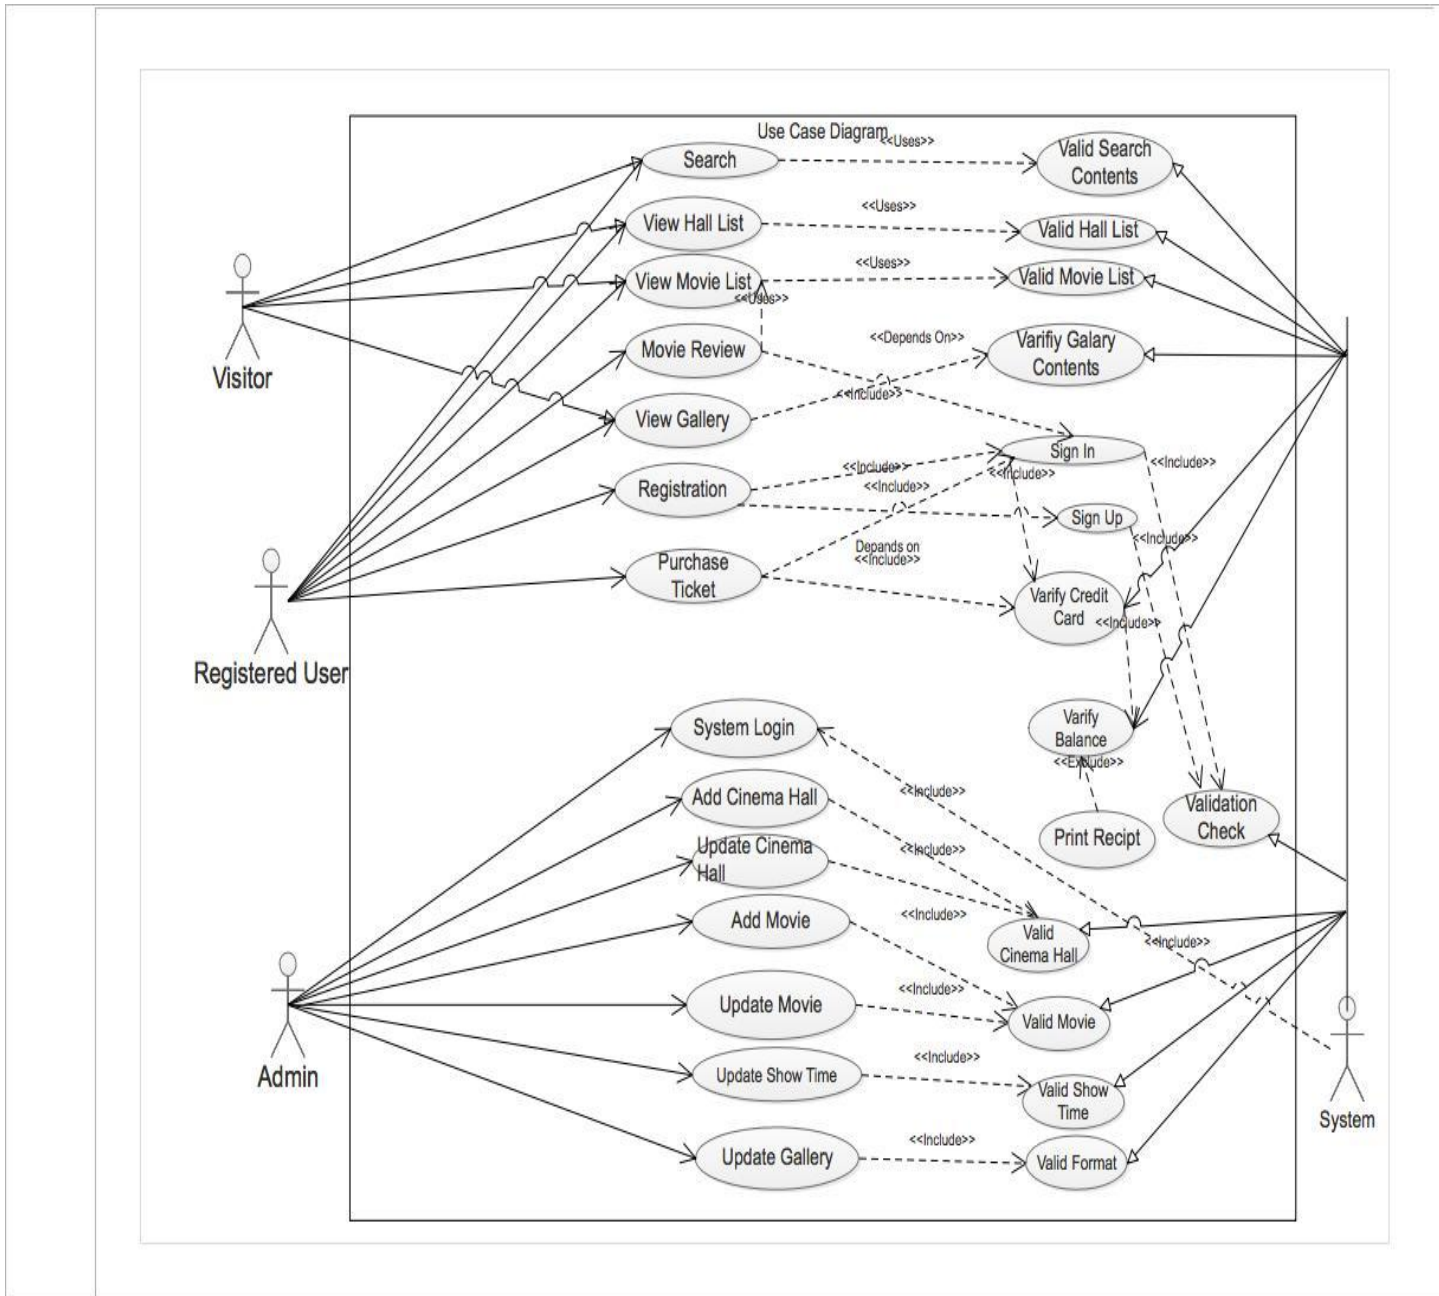 Use Case Diagram
<<Uses>>
Search
Valid Search
Contents
View Hall List
<<Uses>>
Valid Hall List
View Movie List
<<Uses>>
Valid Movie List
<<Uses>>
Movie Review
<<Depends On>>
Varifiy Galary
Contents
Visitor
<<Include>>
View Gallery
Sign In
<<Include>>
<<Include>>
<<Include>>
<<Include>>
Registration
Sign Up
<<Include>>
Depands on
<<Include>>
Purchase
Ticket
Varify Credit
Card
<<Include>>
Registered User
System Login
Varify
Balance
<<Exclude>>
<<Include>>
Add Cinema Hall
Validation
Check
Print Recipt
Update Cinema
Hall
<<Include>>
Add Movie
<<Include>>
Valid
Cinema Hall
<<Include>>
Update Movie
<<Include>>
Valid Movie
Admin
Update Show Time
<<Include>>
Valid Show
Time
System
Update Gallery
<<Include>>
Valid Format